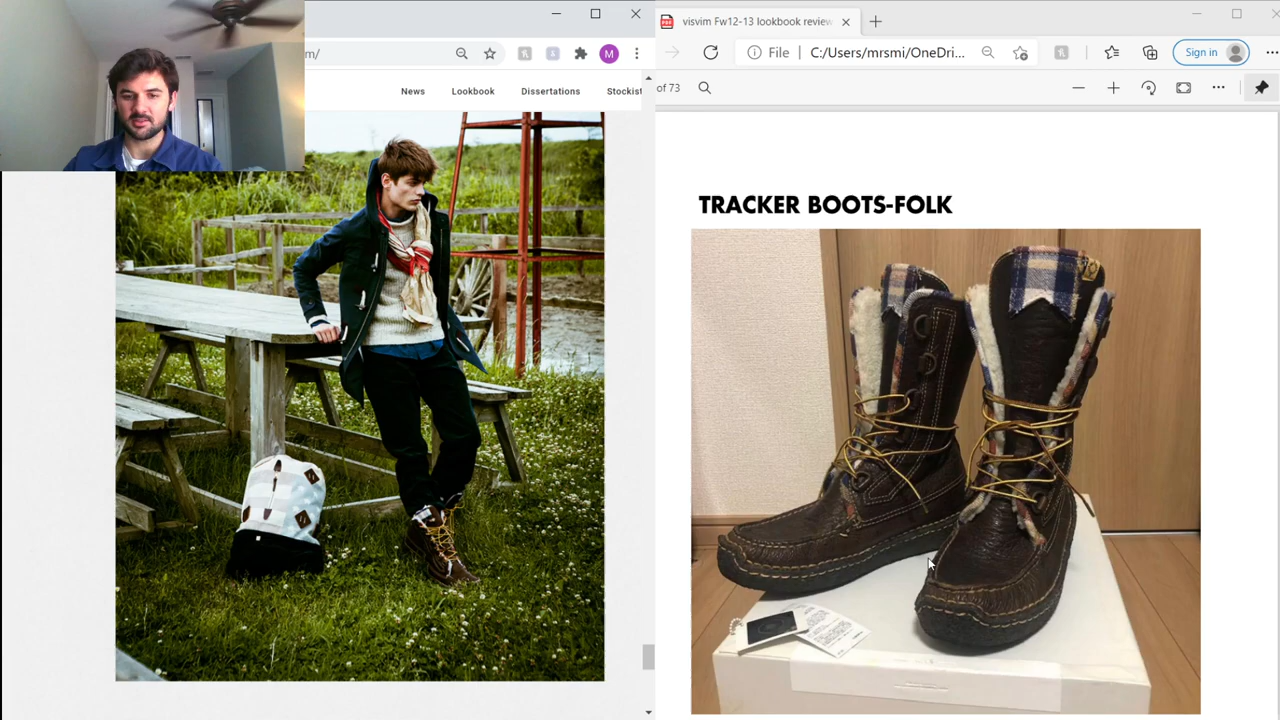 visvim Fw12-13 lookbook review
m/
M
File
C:/Users/mrsmi/OneDri...
Sign in
News
Lookbook
Dissertations
Stockist
of 73
TRACKER BOOTS-FOLK